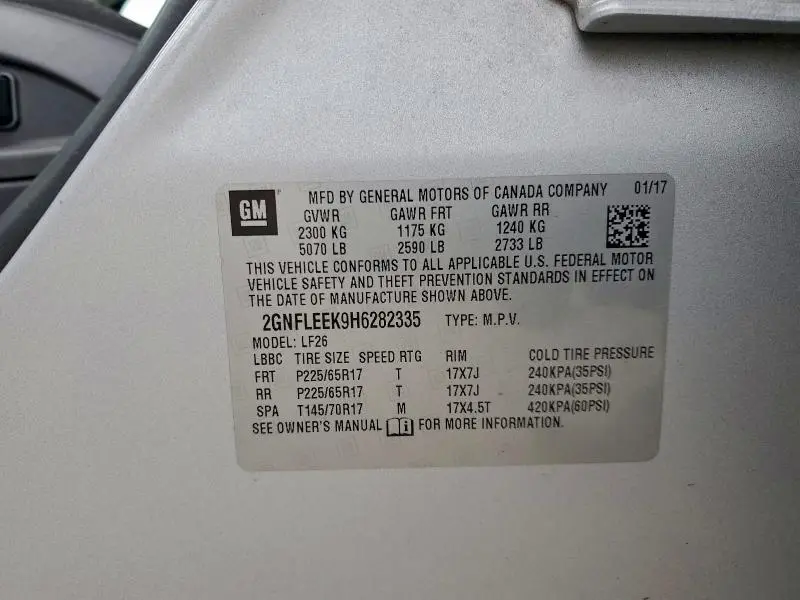 GM
MFD BY GENERAL MOTORS OF CANADA COMPANY 01/17
GVWR GAWR FRT GAWR RR
2300 KG 1175 KG 1240 KG
5070 LB 2590 LB 2733 LB
THIS VEHICLE CONFORMS TO ALL APPLICABLE U.S. FEDERAL MOTOR
VEHICLE SAFETY AND THEFT PREVENTION STANDARDS IN EFFECT ON
THE DATE OF MANUFACTURE SHOWN ABOVE.
2GNFLEEK9H6282335 TYPE: M.P.V.
MODEL: LF26
LBBC TIRE SIZE SPEED RTG RIM COLD TIRE PRESSURE
FRT P225/65R17 T 17X7J 240KPA(35PSI)
RR P225/65R17 T 17X7J 240KPA(35PSI)
SPA T145/70R17 M 17X4.5T 420KPA(60PSI)
SEE OWNER'S MANUAL FOR MORE INFORMATION.